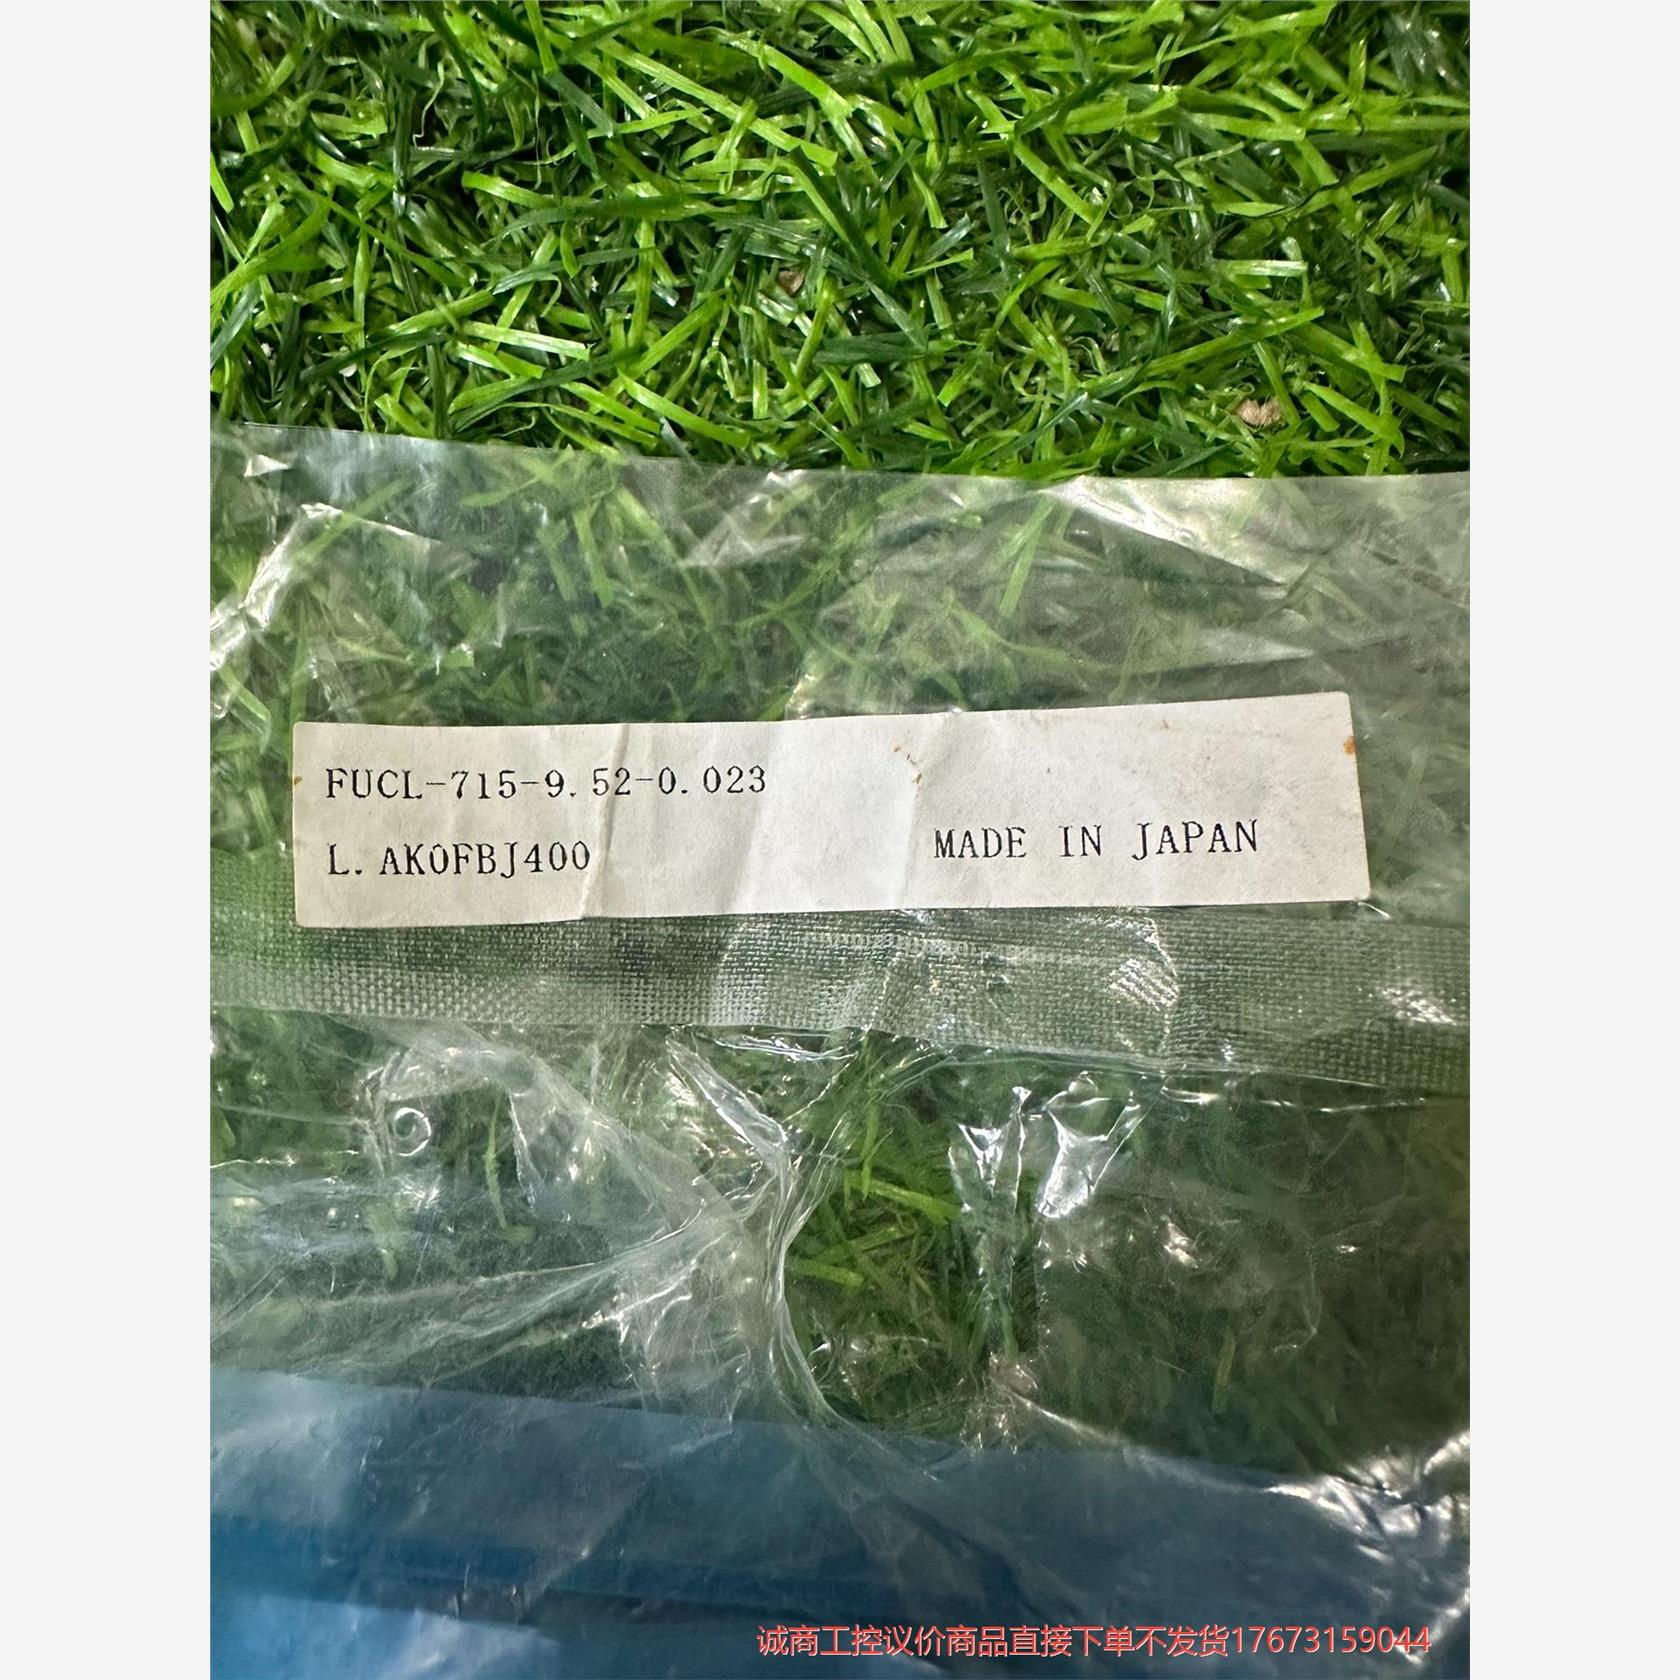 FUCL-715-9.52-0.023
L.AK0FBJ400
MADE IN JAPAN
诚商工控议价商品直接下单不发货17673159044